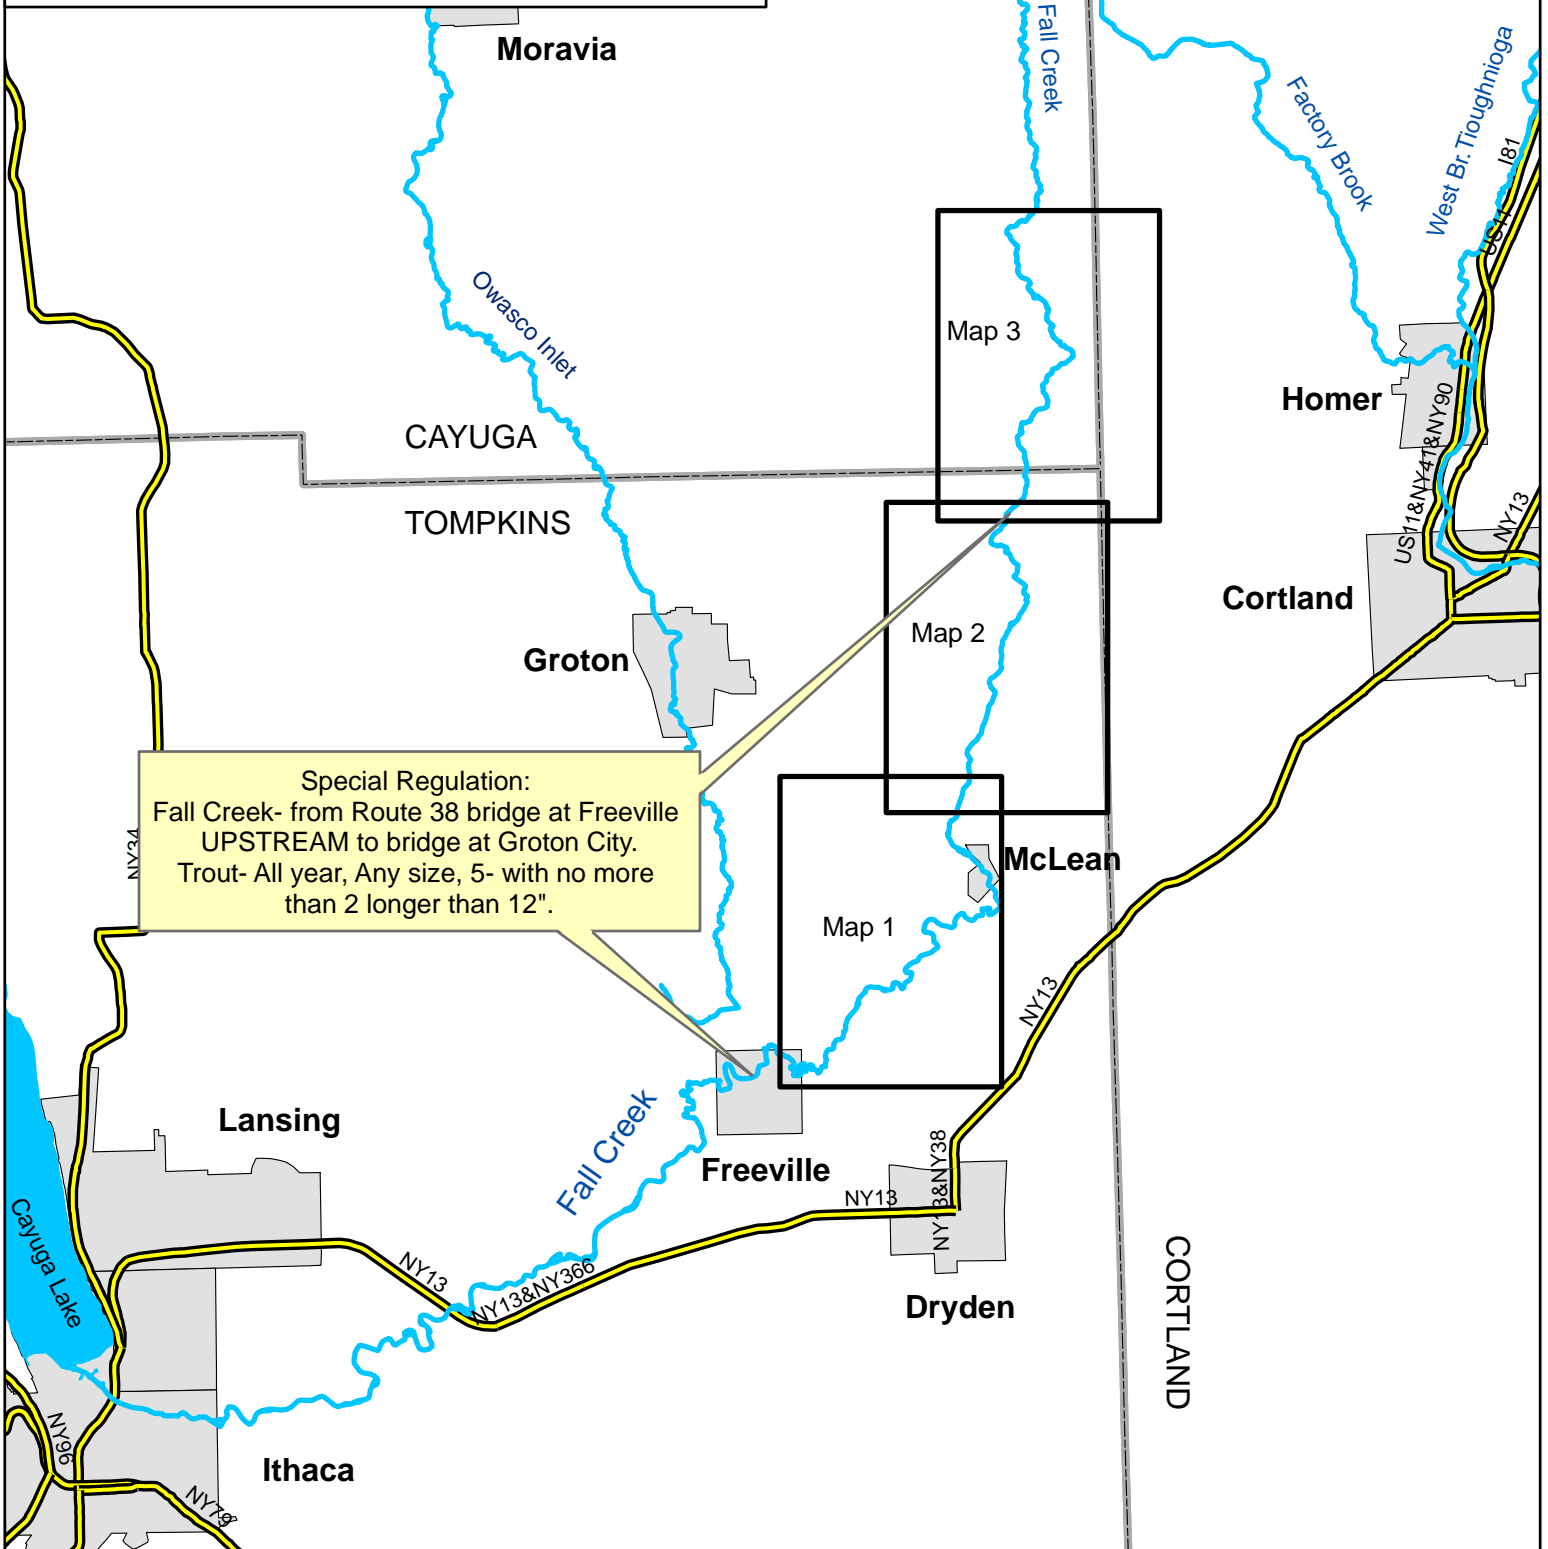 Moravia
Fall Creek
Factory Brook
West Br. Tioughnioga
I81
US11
Owasco Inlet
Map 3
Homer
CAYUGA
US11&NY41&NY90
TOMPKINS
NY13
Cortland
Map 2
Groton
Special Regulation:
Fall Creek- from Route 38 bridge at Freeville
UPSTREAM to bridge at Groton City.
Trout- All year, Any size, 5- with no more
than 2 longer than 12".
NY34
McLean
Map 1
NY13
Lansing
Fall Creek
Freeville
NY13&NY38
NY13
Cayuga Lake
NY13
NY13&NY366
Dryden
CORTLAND
NY96
Ithaca
NY79